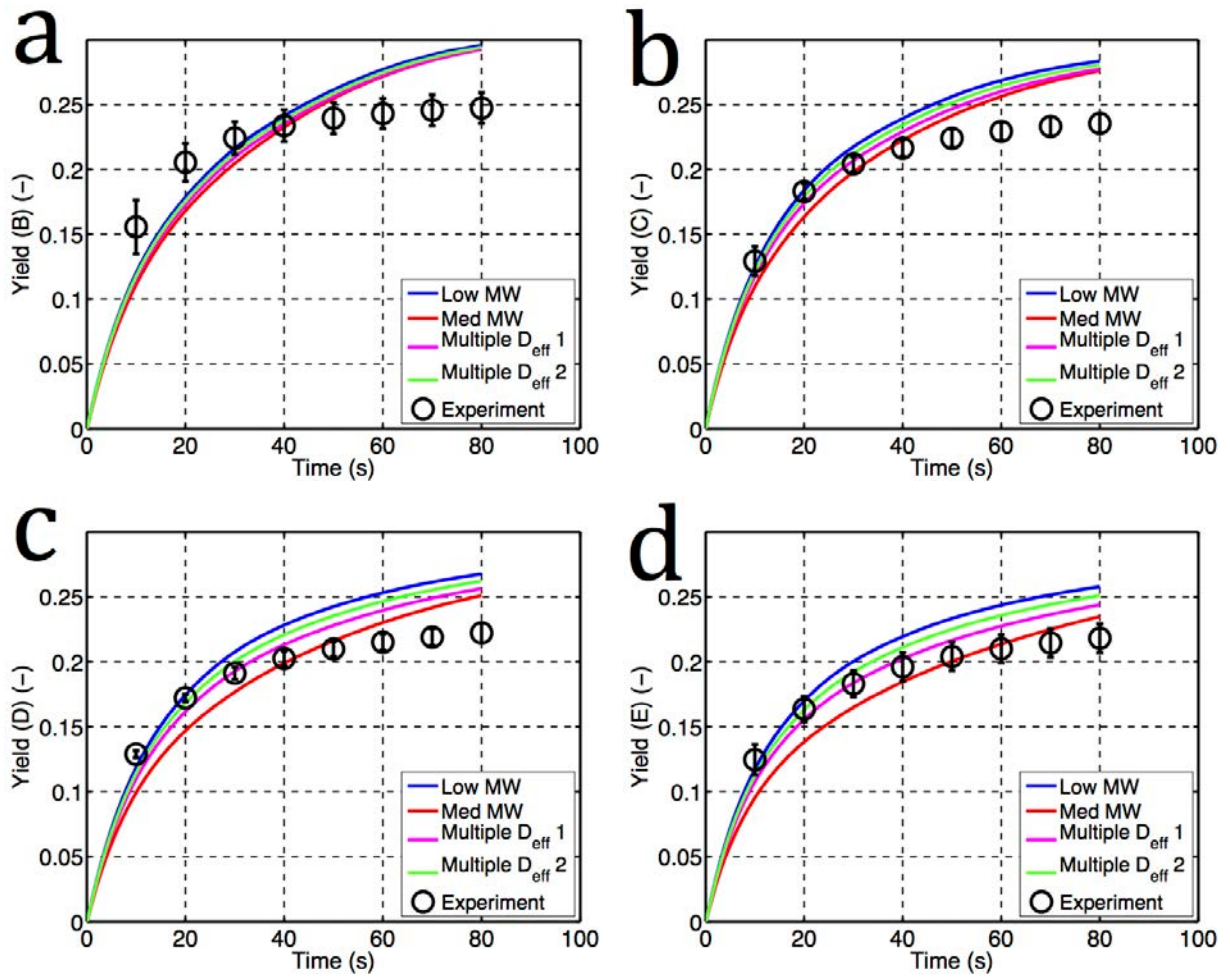 a
Yield (B) (–)
0.25
0.2
0.15
0.1
0.05
0
0 20 40 60 80 100
Time (s)
Low MW
Med MW
Multiple D_eff 1
Multiple D_eff 2
Experiment
b
Yield (C) (–)
0.25
0.2
0.15
0.1
0.05
0
0 20 40 60 80 100
Time (s)
Low MW
Med MW
Multiple D_eff 1
Multiple D_eff 2
Experiment
c
Yield (D) (–)
0.25
0.2
0.15
0.1
0.05
0
0 20 40 60 80 100
Time (s)
Low MW
Med MW
Multiple D_eff 1
Multiple D_eff 2
Experiment
d
Yield (E) (–)
0.25
0.2
0.15
0.1
0.05
0
0 20 40 60 80 100
Time (s)
Low MW
Med MW
Multiple D_eff 1
Multiple D_eff 2
Experiment